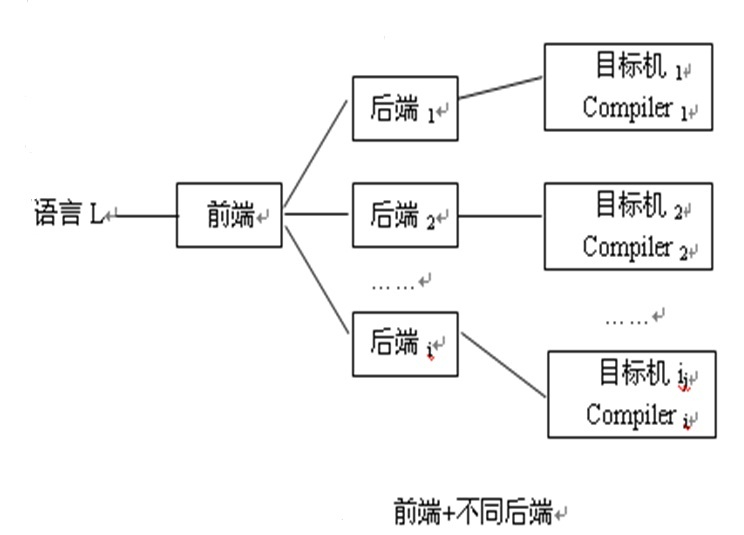 语言 L
前端
后端 1
目标机 1
Compiler 1
后端 2
目标机 2
Compiler 2
……
……
后端 i
目标机 ij
Compiler i
前端+不同后端